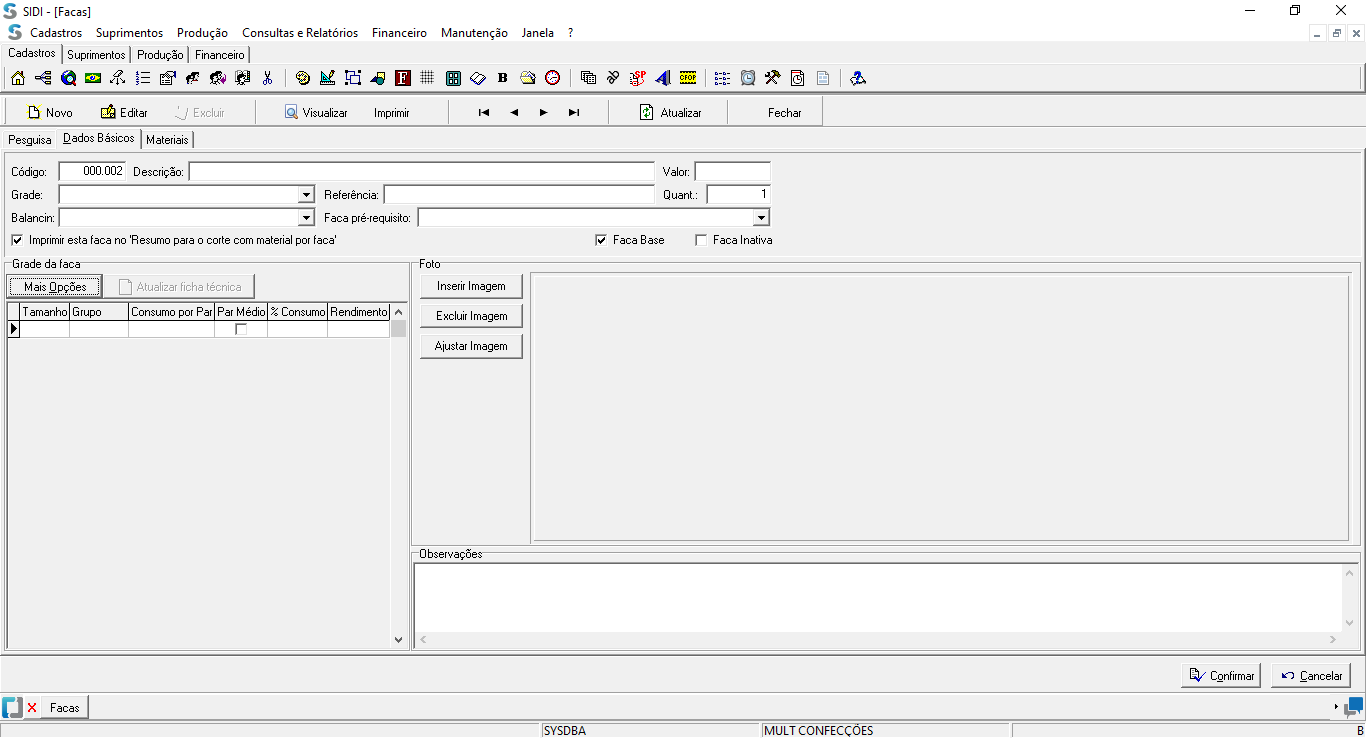 SIDI - [Facas]
Cadastros Suprimentos Produção Consultas e Relatórios Financeiro Manutenção Janela ?
Cadastros Suprimentos Produção Financeiro
Novo Editar Excluir Visualizar Imprimir Atualizar Fechar
Pesquisa Dados Básicos Materiais
Código: 000.002 Descrição: Valor:
Grade: Referência: Quant.: 1
Balancin: Faca pré-requisito:
Imprimir esta faca no 'Resumo para o corte com material por faca' Faca Base Faca Inativa
Grade da faca Foto
Mais Opções Atualizar ficha técnica Inserir Imagem
Tamanho Grupo Consumo por Par Par Médio % Consumo Rendimento
Excluir Imagem
Ajustar Imagem
Observações
Confirmar Cancelar
Facas
SYSDBA MULT CONFECÇÕES B